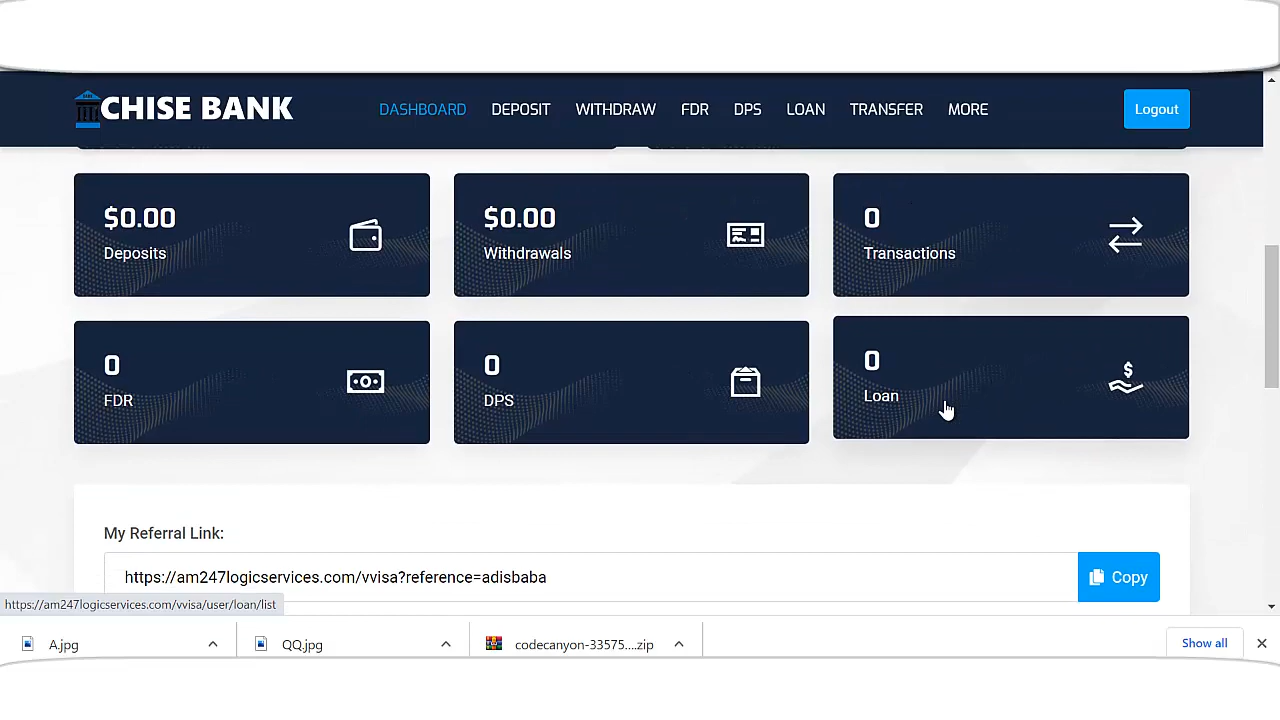 CHISE BANK
DASHBOARD DEPOSIT WITHDRAW FDR DPS LOAN TRANSFER MORE Logout
$0.00 $0.00 0
Deposits Withdrawals Transactions
0 0 0
FDR DPS Loan
My Referral Link:
https://am247logicservices.com/vvisa?reference=adisbaba Copy
https://am247logicservices.com/vvisa/user/loan/list
A.jpg QQ.jpg codecanyon-33575....zip Show all